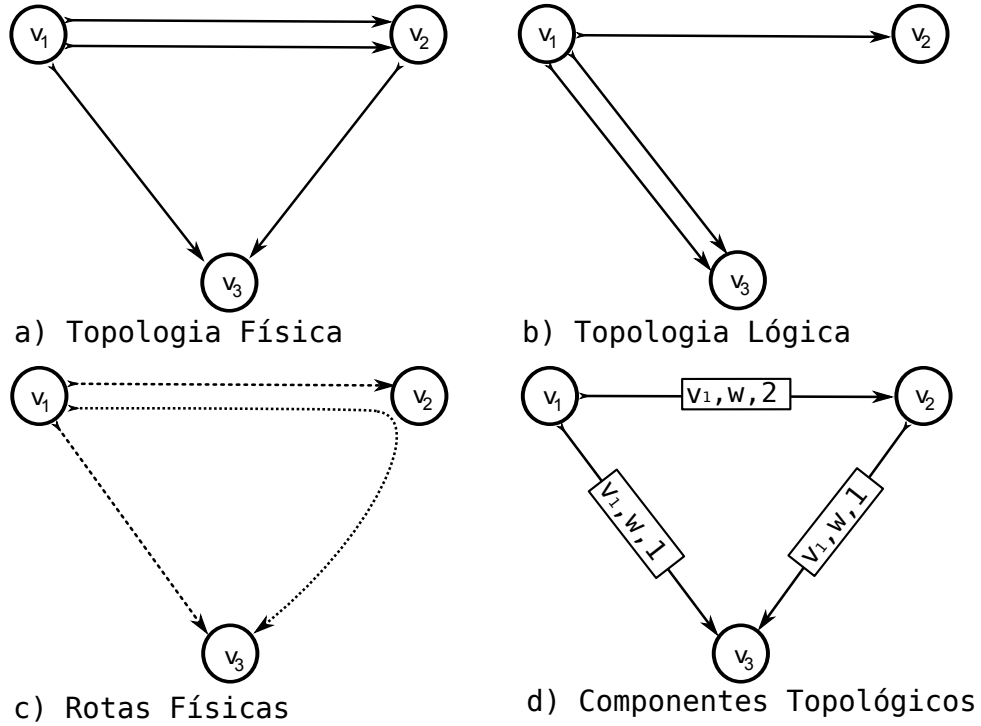 v1 v2
v3
a) Topologia Física
v1 v2
v3
b) Topologia Lógica
v1 v2
v3
c) Rotas Físicas
v1 v1,w,2 v2
v1,w,1 v1,w,1
v3
d) Componentes Topológicos